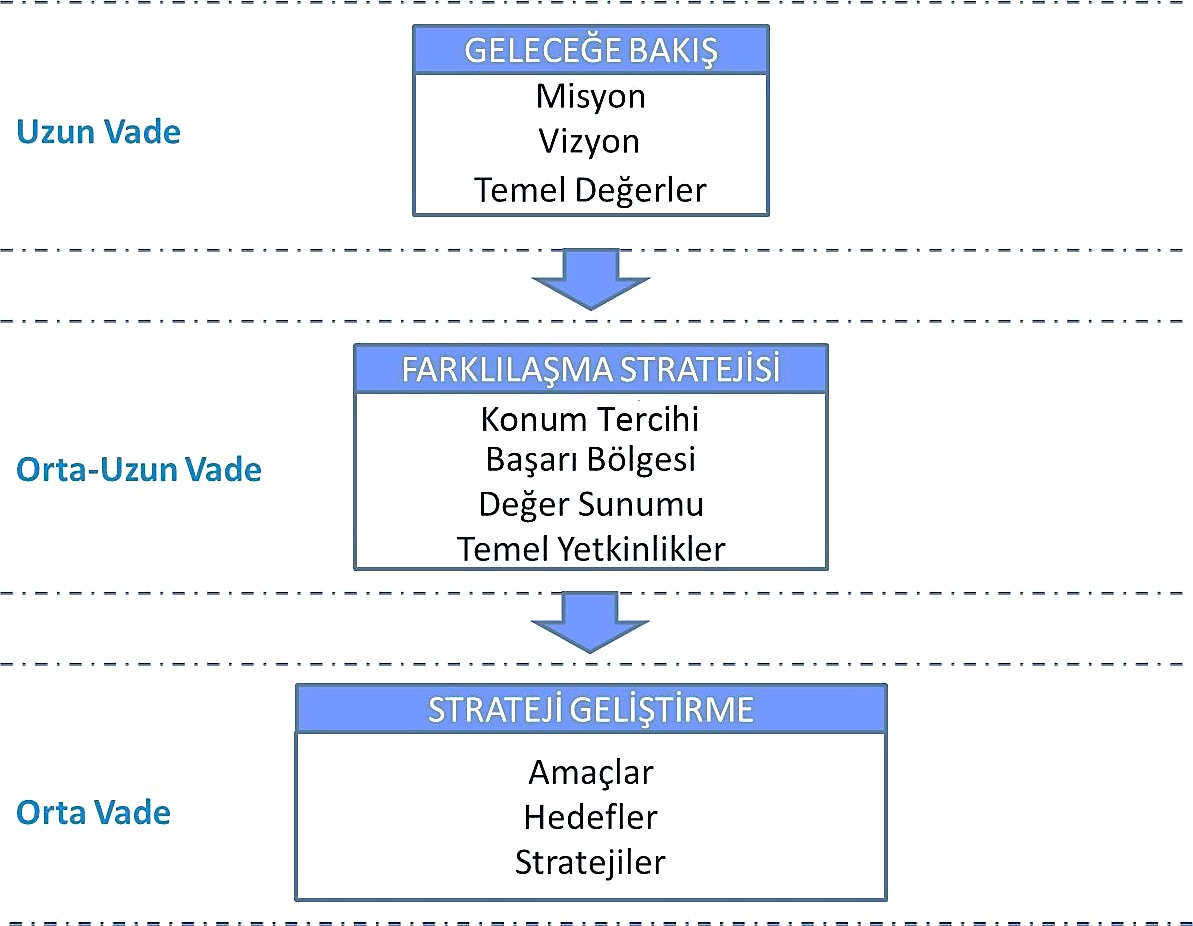 GELECEĞE BAKIŞ
Misyon
Vizyon
Temel Değerler
Uzun Vade
FARKLILAŞMA STRATEJİSİ
Konum Tercihi
Başarı Bölgesi
Değer Sunumu
Temel Yetkinlikler
Orta-Uzun Vade
STRATEJİ GELİŞTİRME
Amaçlar
Hedefler
Stratejiler
Orta Vade